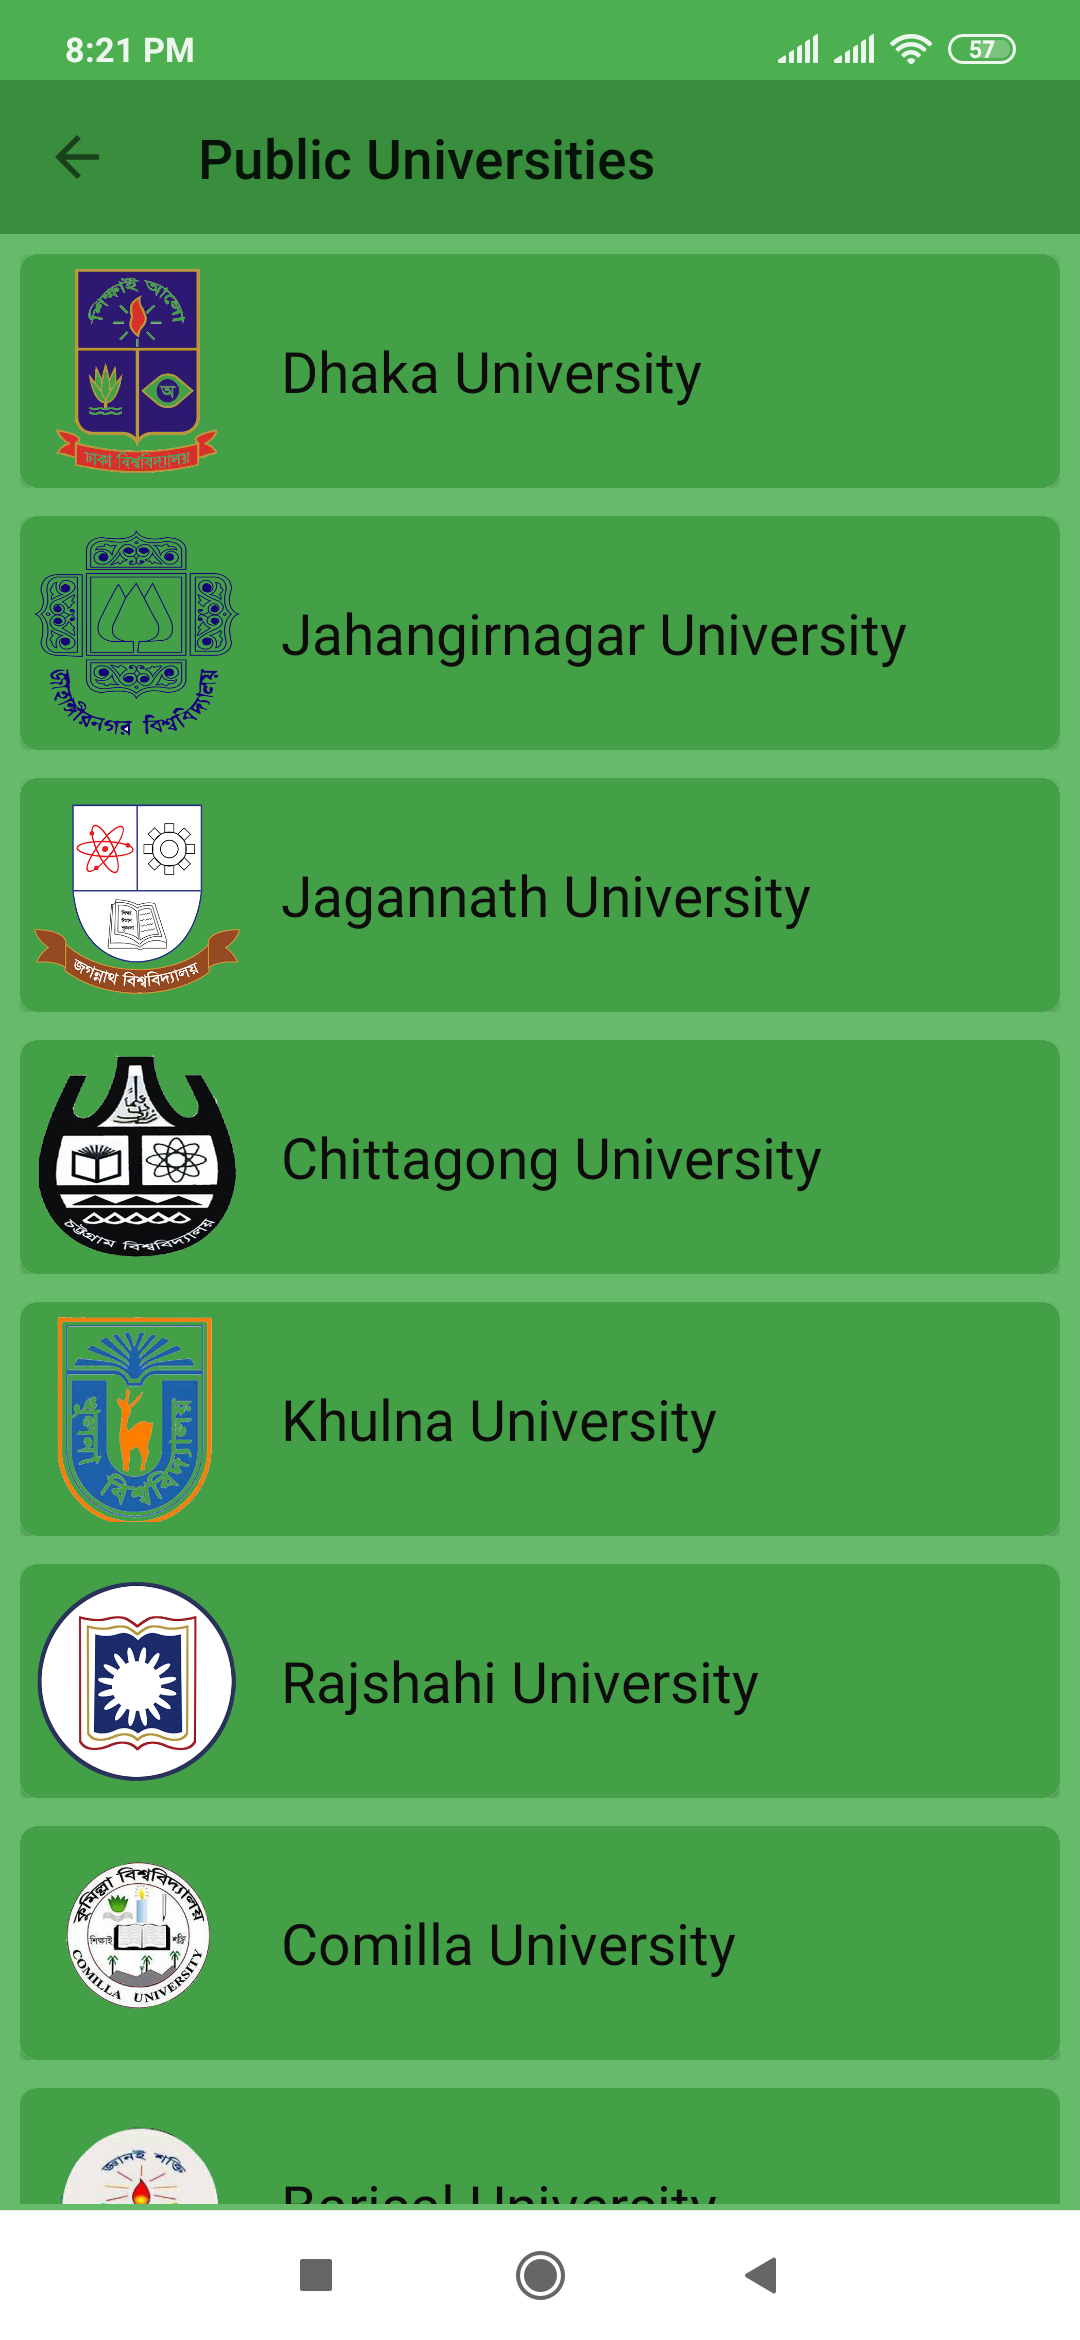 8:21 PM
57
Public Universities
শিক্ষাই আলো
অ
ঢাকা বিশ্ববিদ্যালয়
Dhaka University
জাহাঙ্গীরনগর বিশ্ববিদ্যালয়
Jahangirnagar University
জগন্নাথ বিশ্ববিদ্যালয়
Jagannath University
চট্টগ্রাম বিশ্ববিদ্যালয়
Chittagong University
খুলনা বিশ্ববিদ্যালয়
Khulna University
Rajshahi University
কুমিল্লা বিশ্ববিদ্যালয়
শিক্ষাই শক্তি
COMILLA UNIVERSITY
Comilla University
জ্ঞানই শক্তি
Barisal University